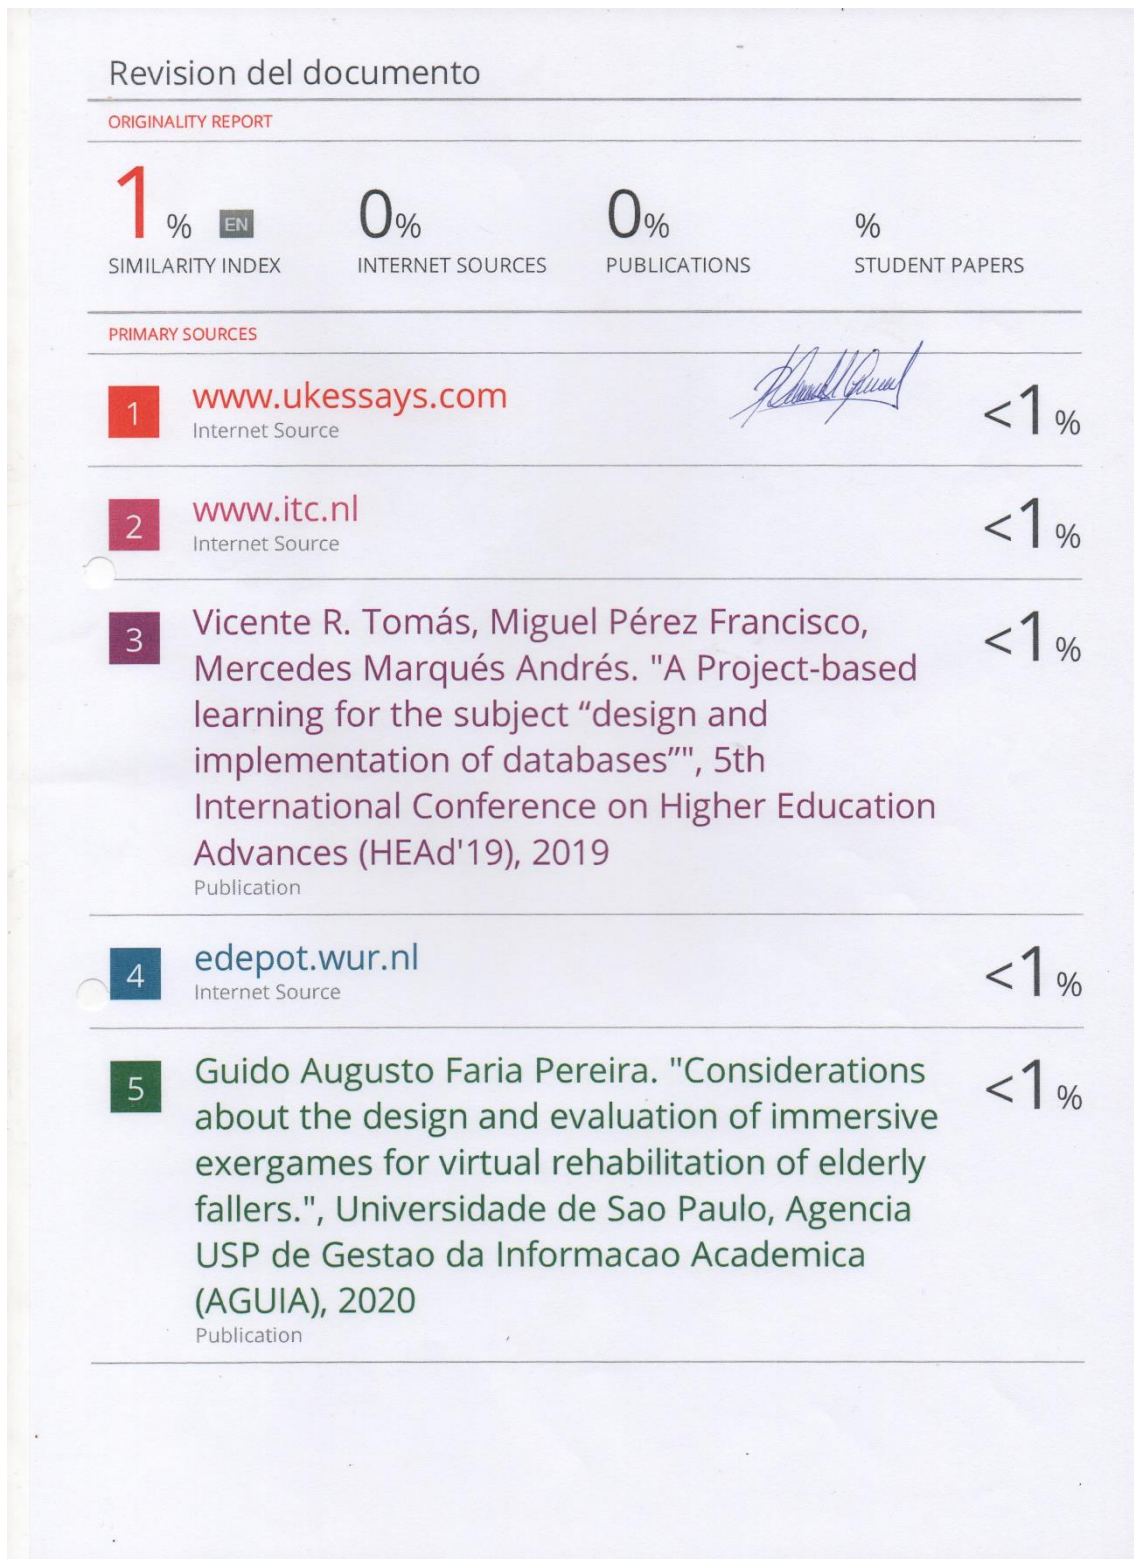 Revision del documento
ORIGINALITY REPORT
1% EN 0% 0% %
SIMILARITY INDEX INTERNET SOURCES PUBLICATIONS STUDENT PAPERS
PRIMARY SOURCES
1 www.ukessays.com <1%
Internet Source
2 www.itc.nl <1%
Internet Source
3 Vicente R. Tomás, Miguel Pérez Francisco, <1%
Mercedes Marqués Andrés. "A Project-based
learning for the subject “design and
implementation of databases”", 5th
International Conference on Higher Education
Advances (HEAd'19), 2019
Publication
4 edepot.wur.nl <1%
Internet Source
5 Guido Augusto Faria Pereira. "Considerations <1%
about the design and evaluation of immersive
exergames for virtual rehabilitation of elderly
fallers.", Universidade de Sao Paulo, Agencia
USP de Gestao da Informacao Academica
(AGUIA), 2020
Publication